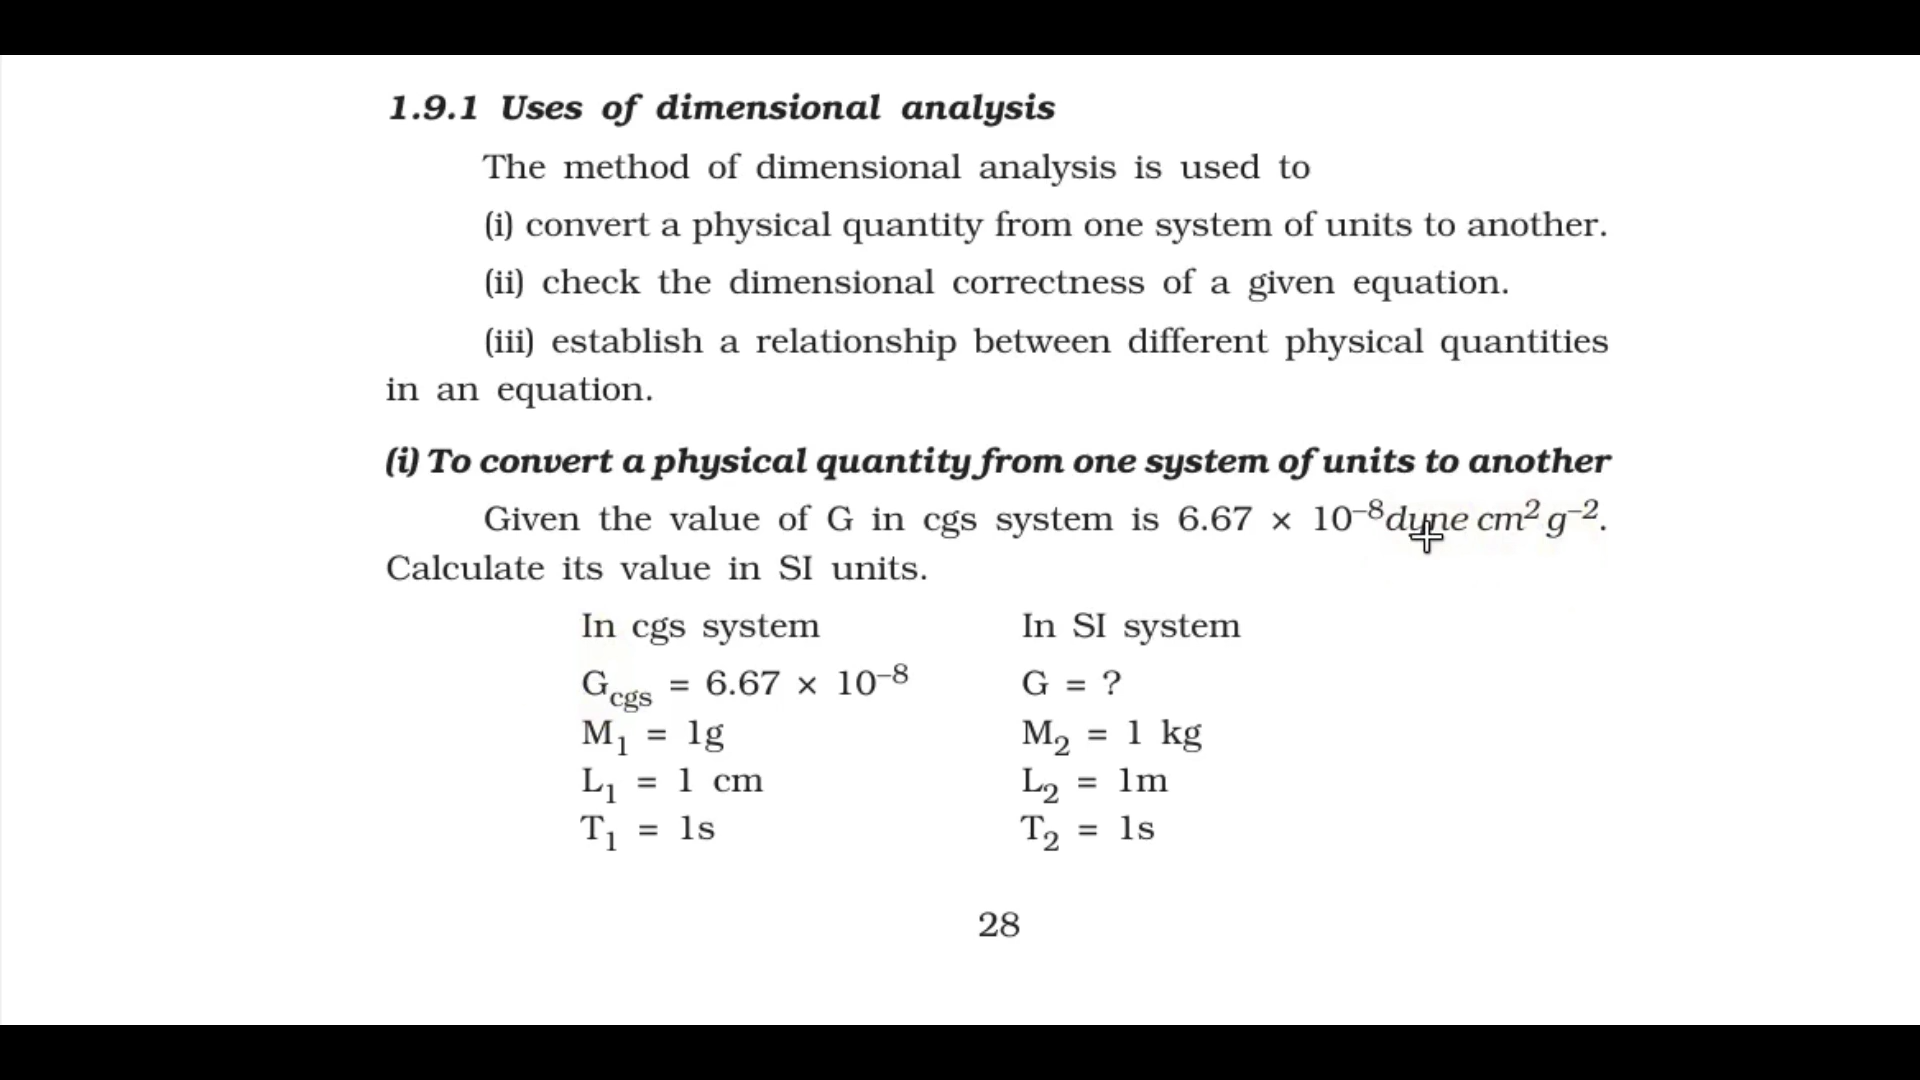 1.9.1 Uses of dimensional analysis
The method of dimensional analysis is used to
(i) convert a physical quantity from one system of units to another.
(ii) check the dimensional correctness of a given equation.
(iii) establish a relationship between different physical quantities
in an equation.
(i) To convert a physical quantity from one system of units to another
Given the value of G in cgs system is 6.67 × 10⁻⁸dyne cm² g⁻².
Calculate its value in SI units.
In cgs system In SI system
G_cgs = 6.67 × 10⁻⁸ G = ?
M₁ = 1g M₂ = 1 kg
L₁ = 1 cm L₂ = 1m
T₁ = 1s T₂ = 1s
28